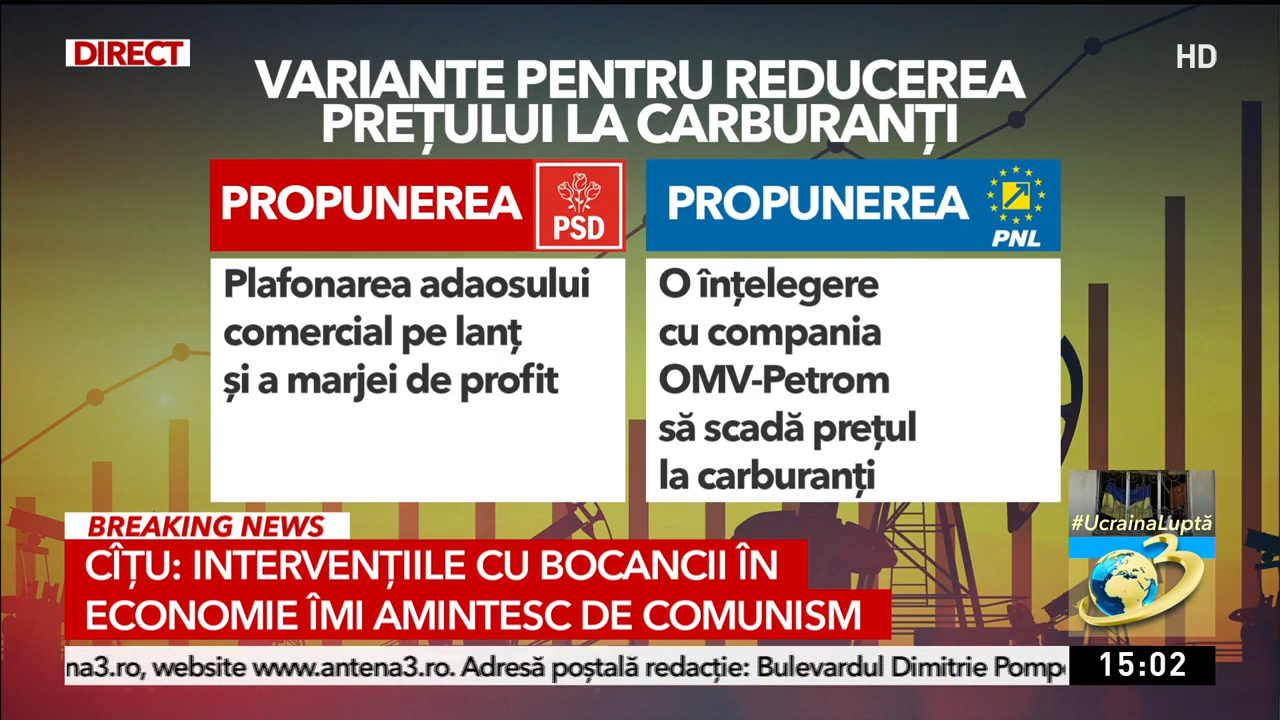 DIRECT
HD
VARIANTE PENTRU REDUCEREA
PREȚULUI LA CARBURANȚI
PROPUNEREA
PSD
Plafonarea adaosului
comercial pe lanț
și a marjei de profit
PROPUNEREA
PNL
O înțelegere
cu compania
OMV-Petrom
să scadă prețul
la carburanți
#UcrainaLuptă
3
BREAKING NEWS
CÎȚU: INTERVENȚIILE CU BOCANCII ÎN
ECONOMIE ÎMI AMINTESC DE COMUNISM
na3.ro, website www.antena3.ro. Adresă poștală redacție: Bulevardul Dimitrie Pompe
15:02